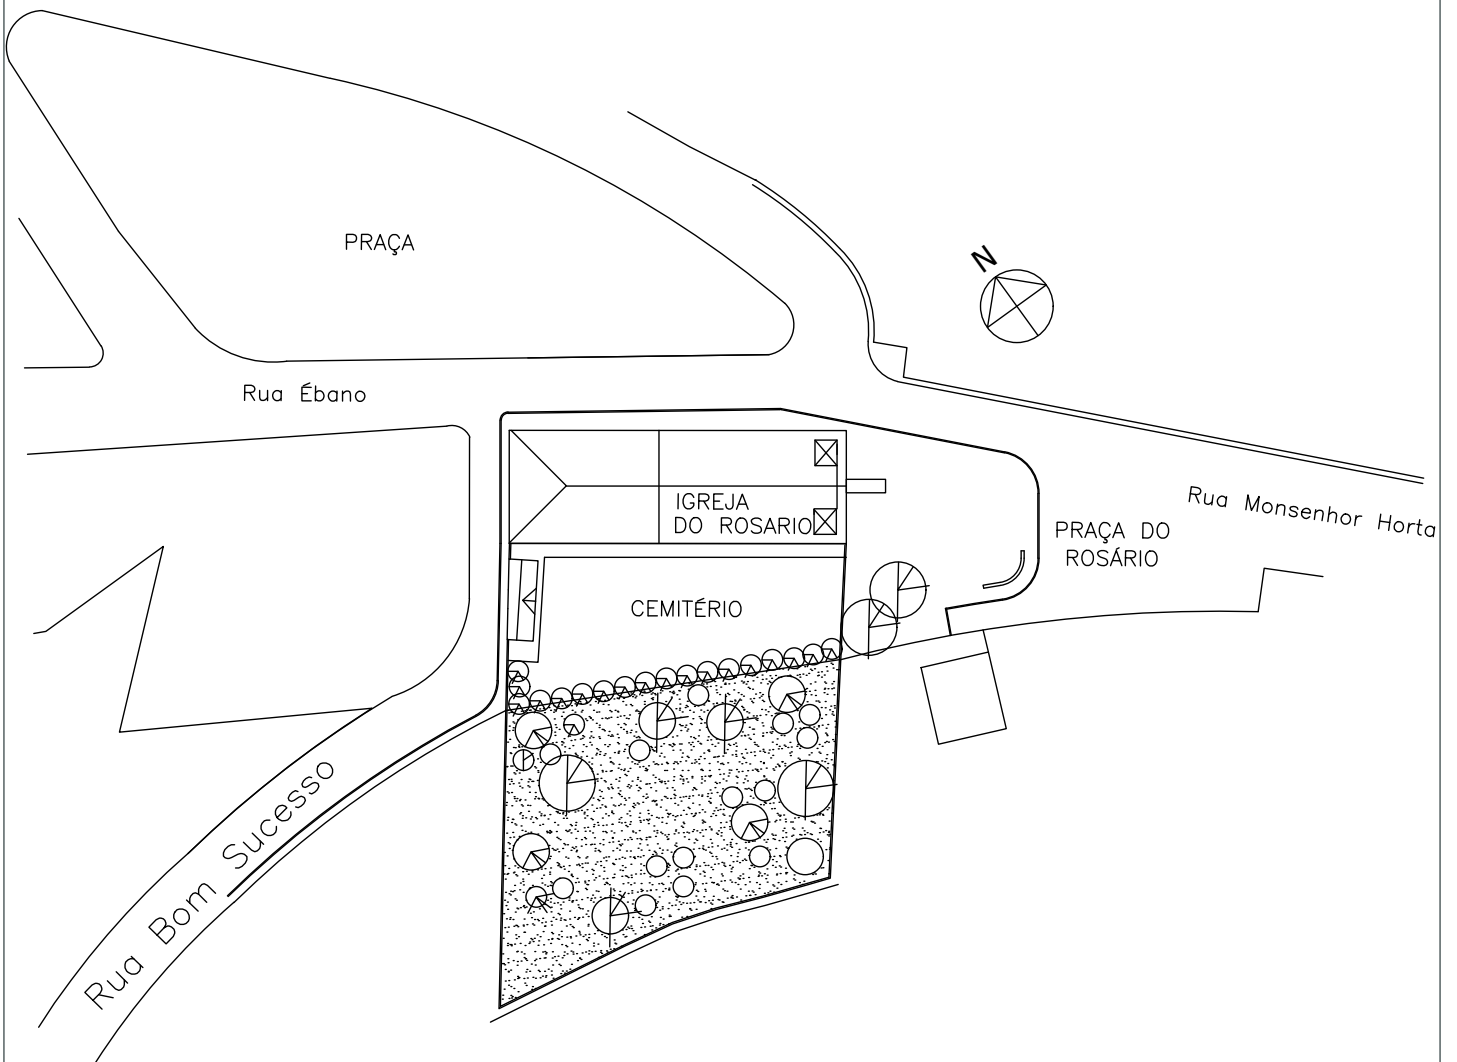 PRAÇA
N
Rua Ébano
IGREJA
DO ROSARIO
Rua Monsenhor Horta
PRAÇA DO
ROSÁRIO
CEMITÉRIO
Rua Bom Sucesso